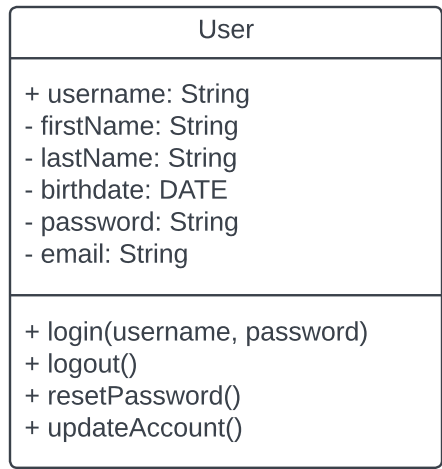 User
+ username: String
- firstName: String
- lastName: String
- birthdate: DATE
- password: String
- email: String
+ login(username, password)
+ logout()
+ resetPassword()
+ updateAccount()